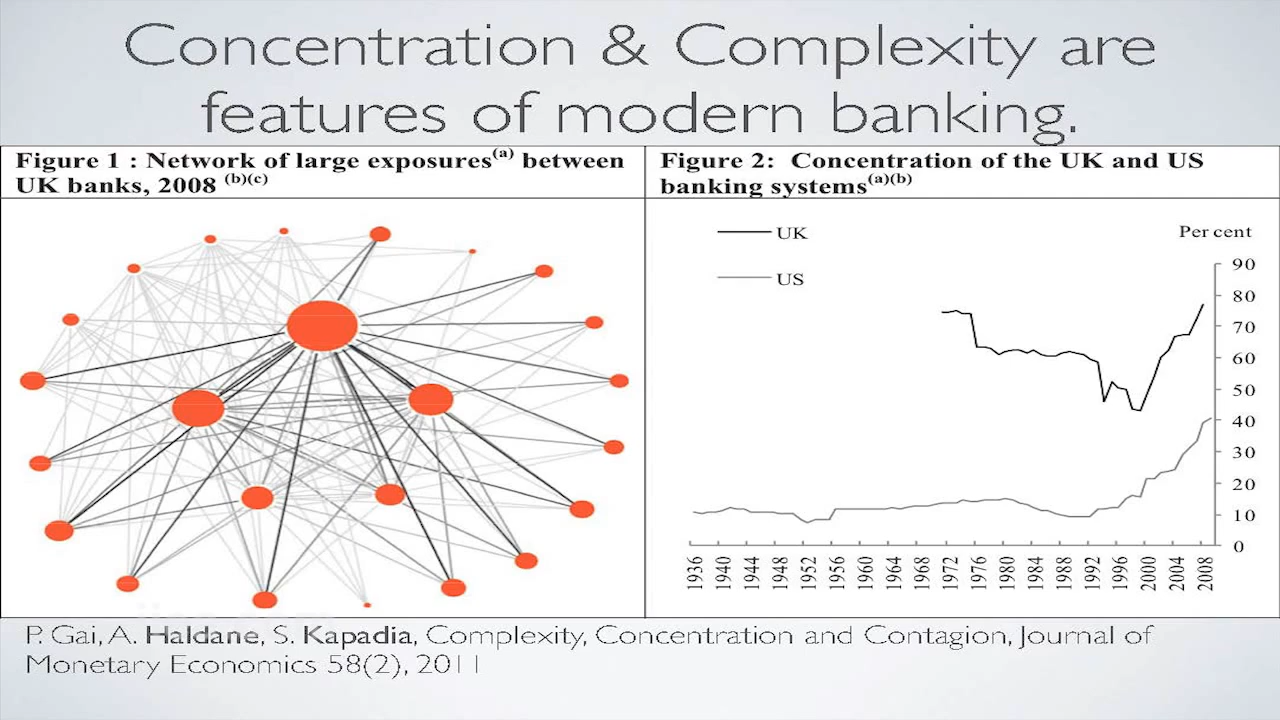 Concentration & Complexity are
features of modern banking.
Figure 1 : Network of large exposures(a) between
UK banks, 2008 (b)(c)
Figure 2: Concentration of the UK and US
banking systems(a)(b)
UK
US
Per cent
90
80
70
60
50
40
30
20
10
0
1936
1940
1944
1948
1952
1956
1960
1964
1968
1972
1976
1980
1984
1988
1992
1996
2000
2004
2008
P. Gai, A. Haldane, S. Kapadia, Complexity, Concentration and Contagion, Journal of
Monetary Economics 58(2), 2011